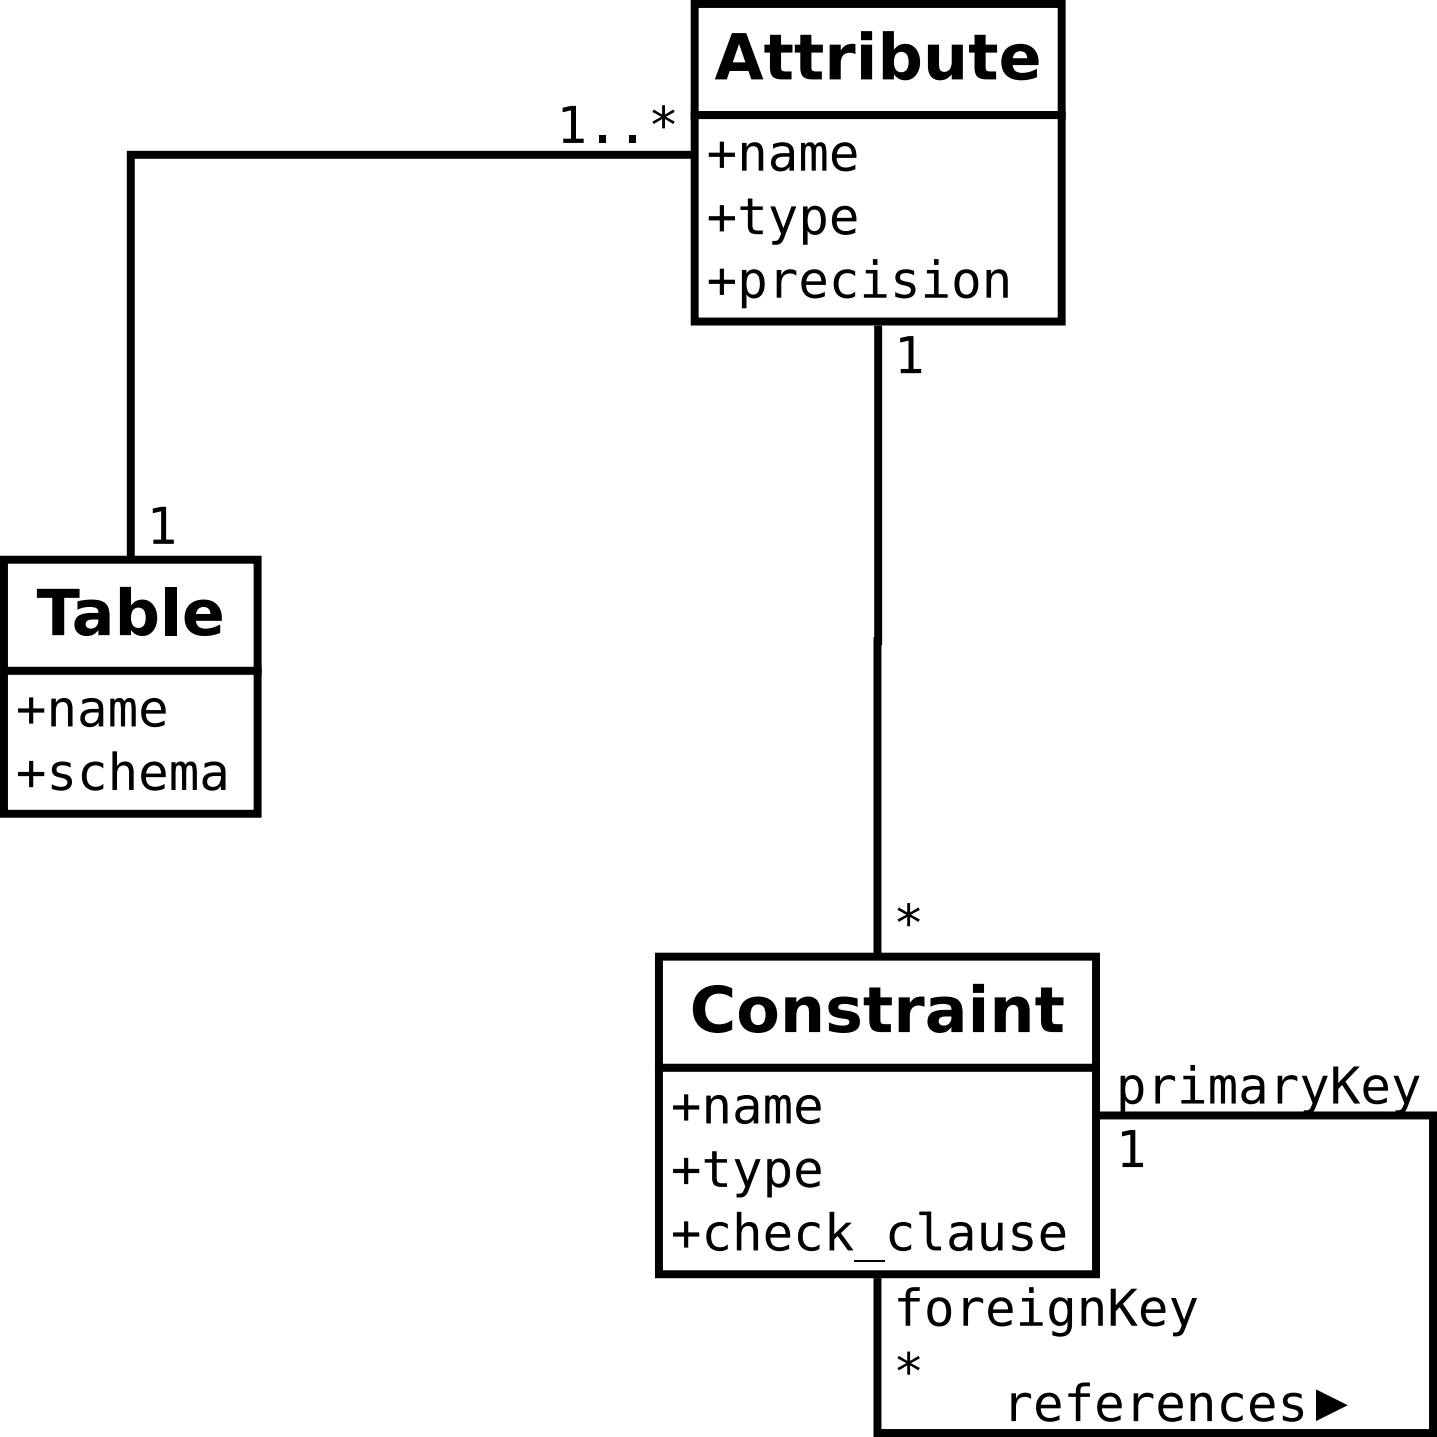 Attribute
1..*
+name
+type
+precision
1
1
Table
+name
+schema
*
Constraint
primaryKey
+name
1
+type
+check_clause
foreignKey
*
references▶